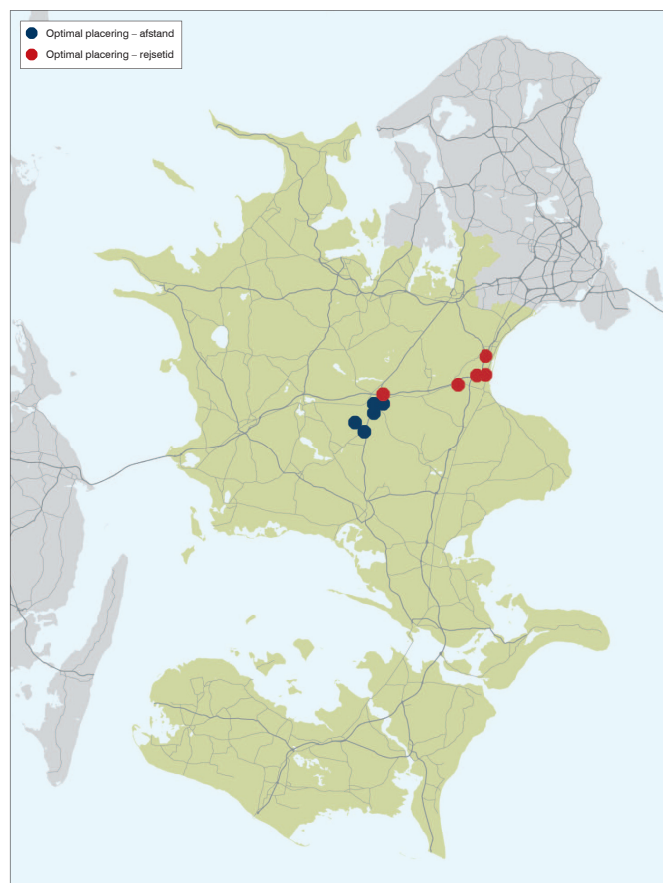 Optimal placering – afstand
Optimal placering – rejsetid